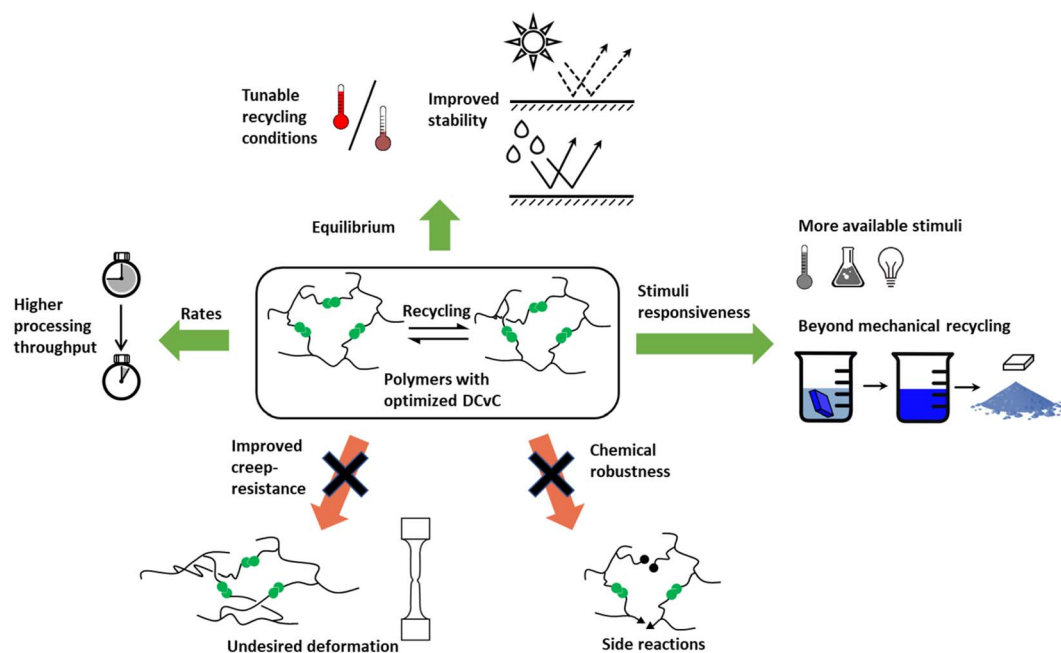 Tunable
recycling
conditions
Improved
stability
Equilibrium
More available stimuli
Higher
processing
throughput
Rates
Recycling
Polymers with
optimized DCvC
Stimuli
responsiveness
Beyond mechanical recycling
Improved
creep-
resistance
Chemical
robustness
Undesired deformation
Side reactions